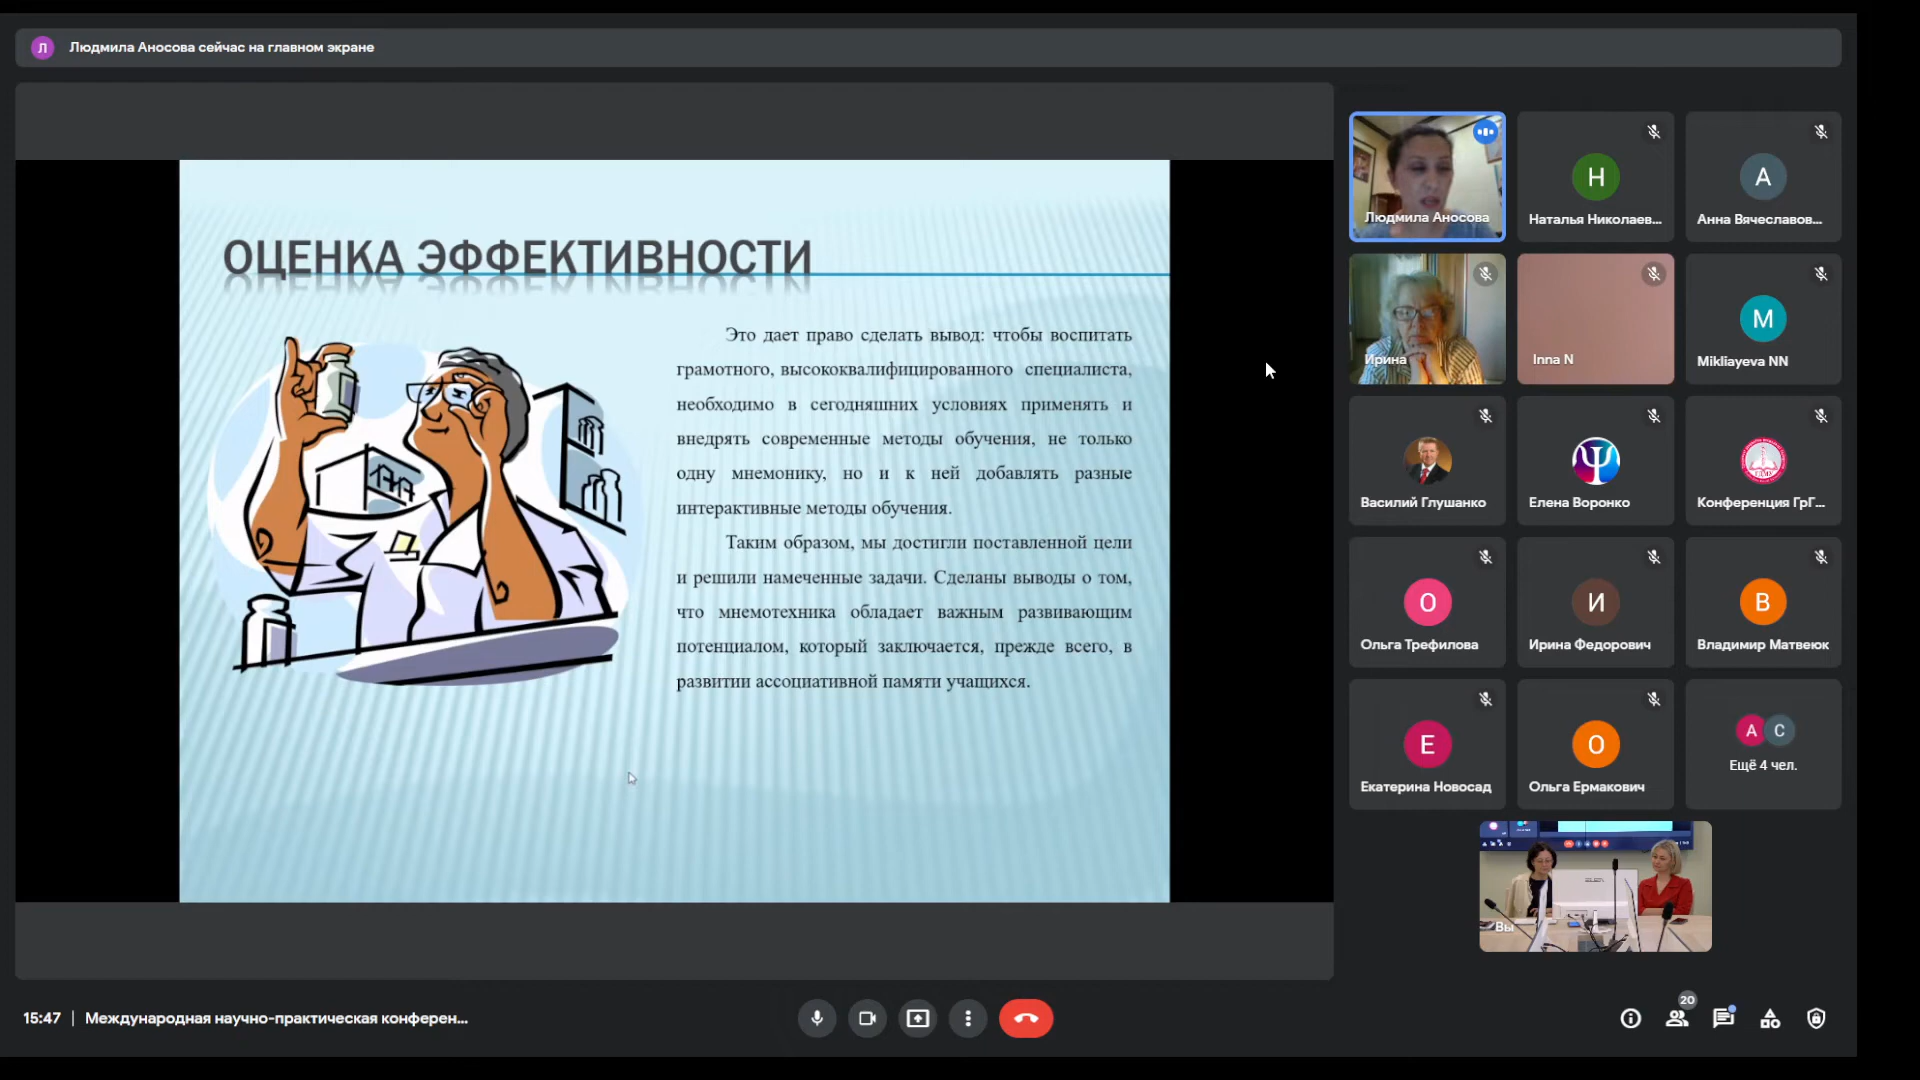 Л
Людмила Аносова сейчас на главном экране
ОЦЕНКА ЭФФЕКТИВНОСТИ
Это дает право сделать вывод: чтобы воспитать
грамотного, высококвалифицированного специалиста,
необходимо в сегодняшних условиях применять и
внедрять современные методы обучения, не только
одну мнемонику, но и к ней добавлять разные
интерактивные методы обучения.
Таким образом, мы достигли поставленной цели
и решили намеченные задачи. Сделаны выводы о том,
что мнемотехника обладает важным развивающим
потенциалом, который заключается, прежде всего, в
развитии ассоциативной памяти учащихся.
Людмила Аносова
Н
Наталья Николаев...
А
Анна Вячеславов...
Ирина
Inna N
M
Mikliayeva NN
Василий Глушанко
Ψ
Елена Воронко
Конференция ГрГ...
О
Ольга Трефилова
И
Ирина Федорович
В
Владимир Матвеюк
Е
Екатерина Новосад
О
Ольга Ермакович
А С
Ещё 4 чел.
Вы
15:47 | Международная научно-практическая конферен...
20